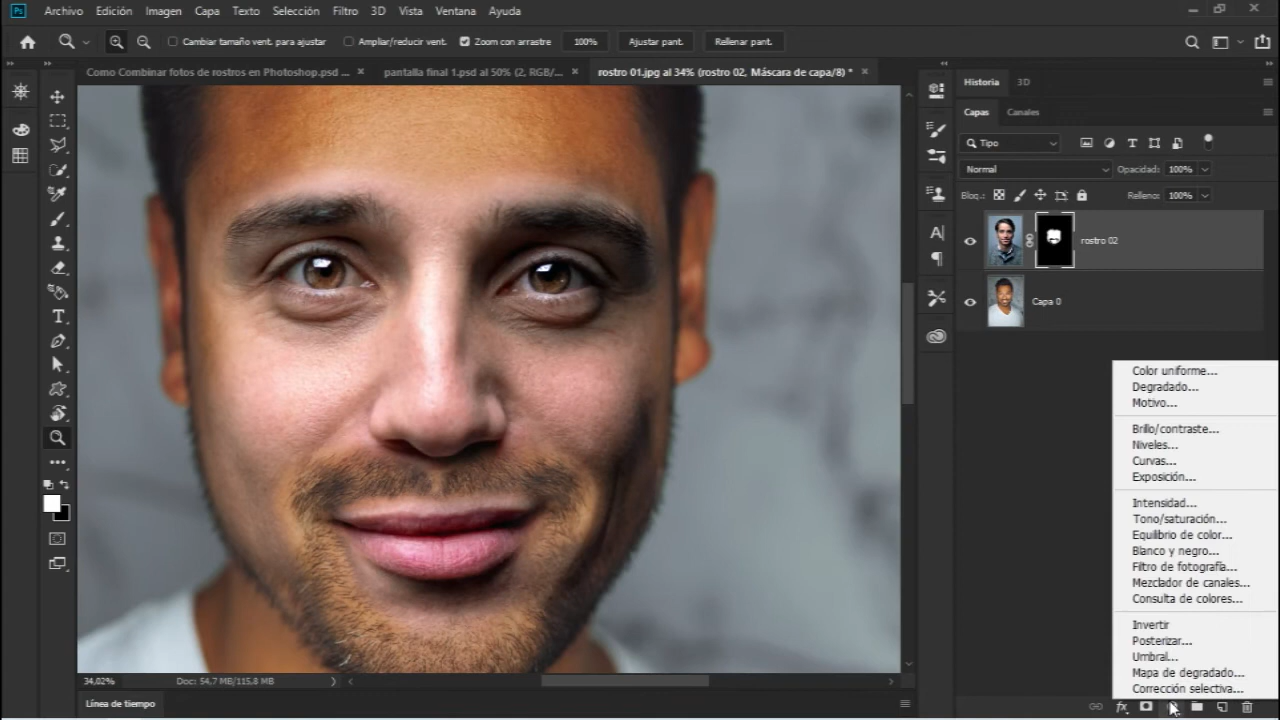 Ps Archivo Edición Imagen Capa Texto Selección Filtro 3D Vista Ventana Ayuda
Cambiar tamaño vent. para ajustar Ampliar/reducir vent. Zoom con arrastre 100% Ajustar pant. Rellenar pant.
Como Combinar fotos de rostros en Photoshop.psd ... pantalla final 1.psd al 50% (2, RGB/... rostro 01.jpg al 34% (rostro 02, Máscara de capa/8) *
Historia 3D
Capas Canales
Tipo
Normal Opacidad: 100%
Bloq.: Relleno: 100%
rostro 02
Capa 0
Color uniforme...
Degradado...
Motivo...
Brillo/contraste...
Niveles...
Curvas...
Exposición...
Intensidad...
Tono/saturación...
Equilibrio de color...
Blanco y negro...
Filtro de fotografía...
Mezclador de canales...
Consulta de colores...
Invertir
Posterizar...
Umbral...
Mapa de degradado...
Corrección selectiva...
34,02% Doc: 54,7 MB/115,8 MB
Línea de tiempo
fx